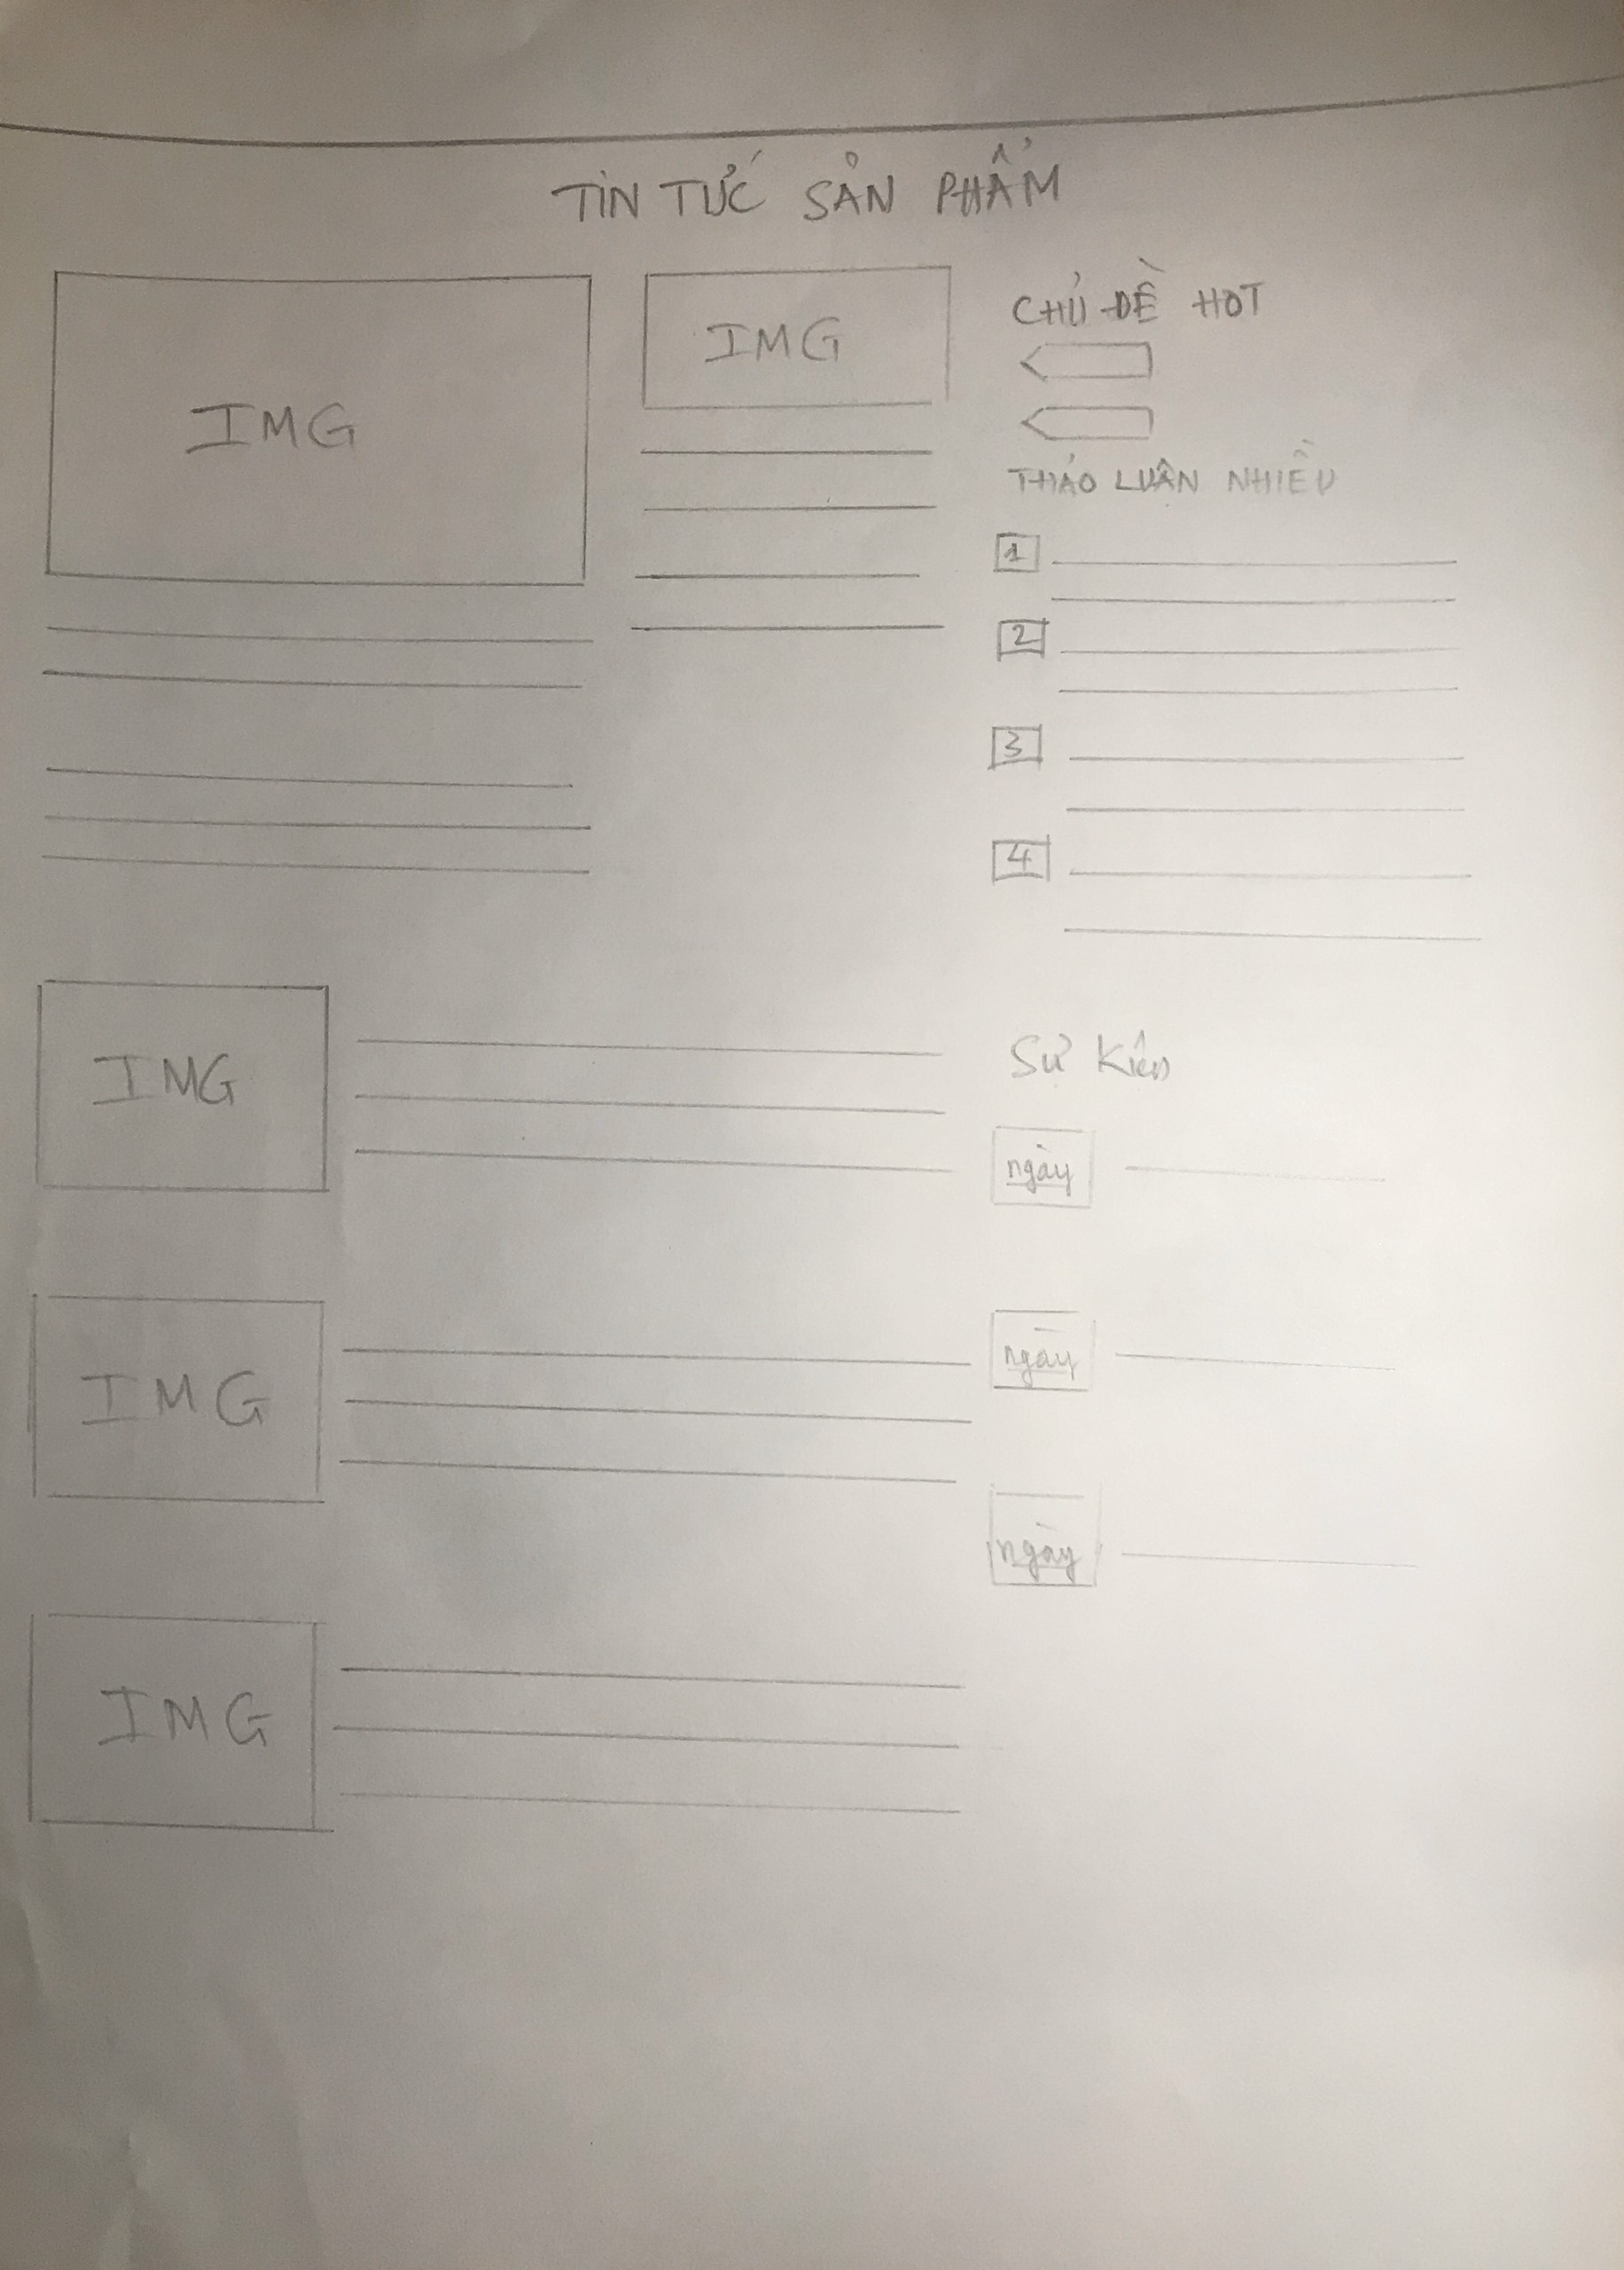 TIN TỨC SẢN PHẨM
IMG
IMG
CHỦ ĐỀ HOT
THẢO LUẬN NHIỀU
1
2
3
4
IMG
Sự Kiện
ngày
IMG
ngày
ngày
IMG